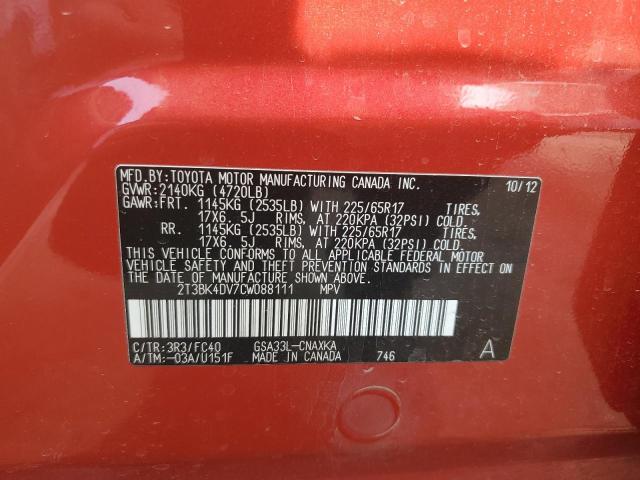 MFD.BY:TOYOTA MOTOR MANUFACTURING CANADA INC. 10/12
GVWR:2140KG (4720LB)
GAWR:FRT. 1145KG (2535LB) WITH 225/65R17 TIRES,
17X6. 5J RIMS, AT 220KPA (32PSI) COLD.
RR. 1145KG (2535LB) WITH 225/65R17 TIRES,
17X6. 5J RIMS, AT 220KPA (32PSI) COLD.
THIS VEHICLE CONFORMS TO ALL APPLICABLE FEDERAL MOTOR
VEHICLE SAFETY AND THEFT PREVENTION STANDARDS IN EFFECT ON
THE DATE OF MANUFACTURE SHOWN ABOVE.
2T3BK4DV7CW088111 MPV
C/TR:3R3/FC40 GSA33L-CNAXKA A
A/TM:-03A/U151F MADE IN CANADA 746